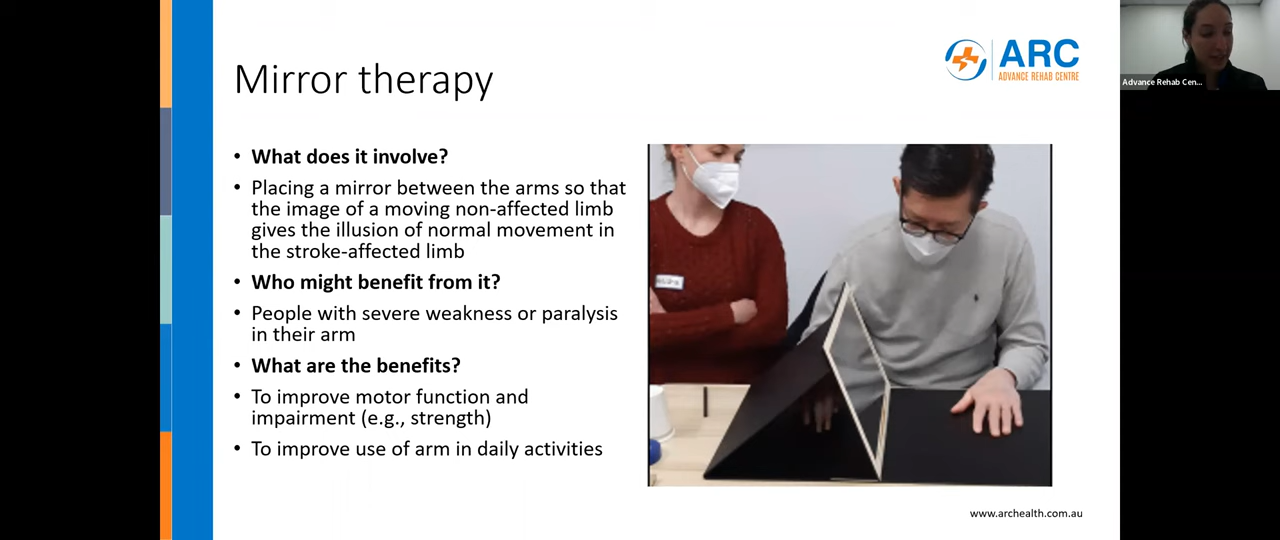 Mirror therapy
ARC
ADVANCE REHAB CENTRE
• What does it involve?
• Placing a mirror between the arms so that
the image of a moving non-affected limb
gives the illusion of normal movement in
the stroke-affected limb
• Who might benefit from it?
• People with severe weakness or paralysis
in their arm
• What are the benefits?
• To improve motor function and
impairment (e.g., strength)
• To improve use of arm in daily activities
www.archealth.com.au
Advance Rehab Cen...